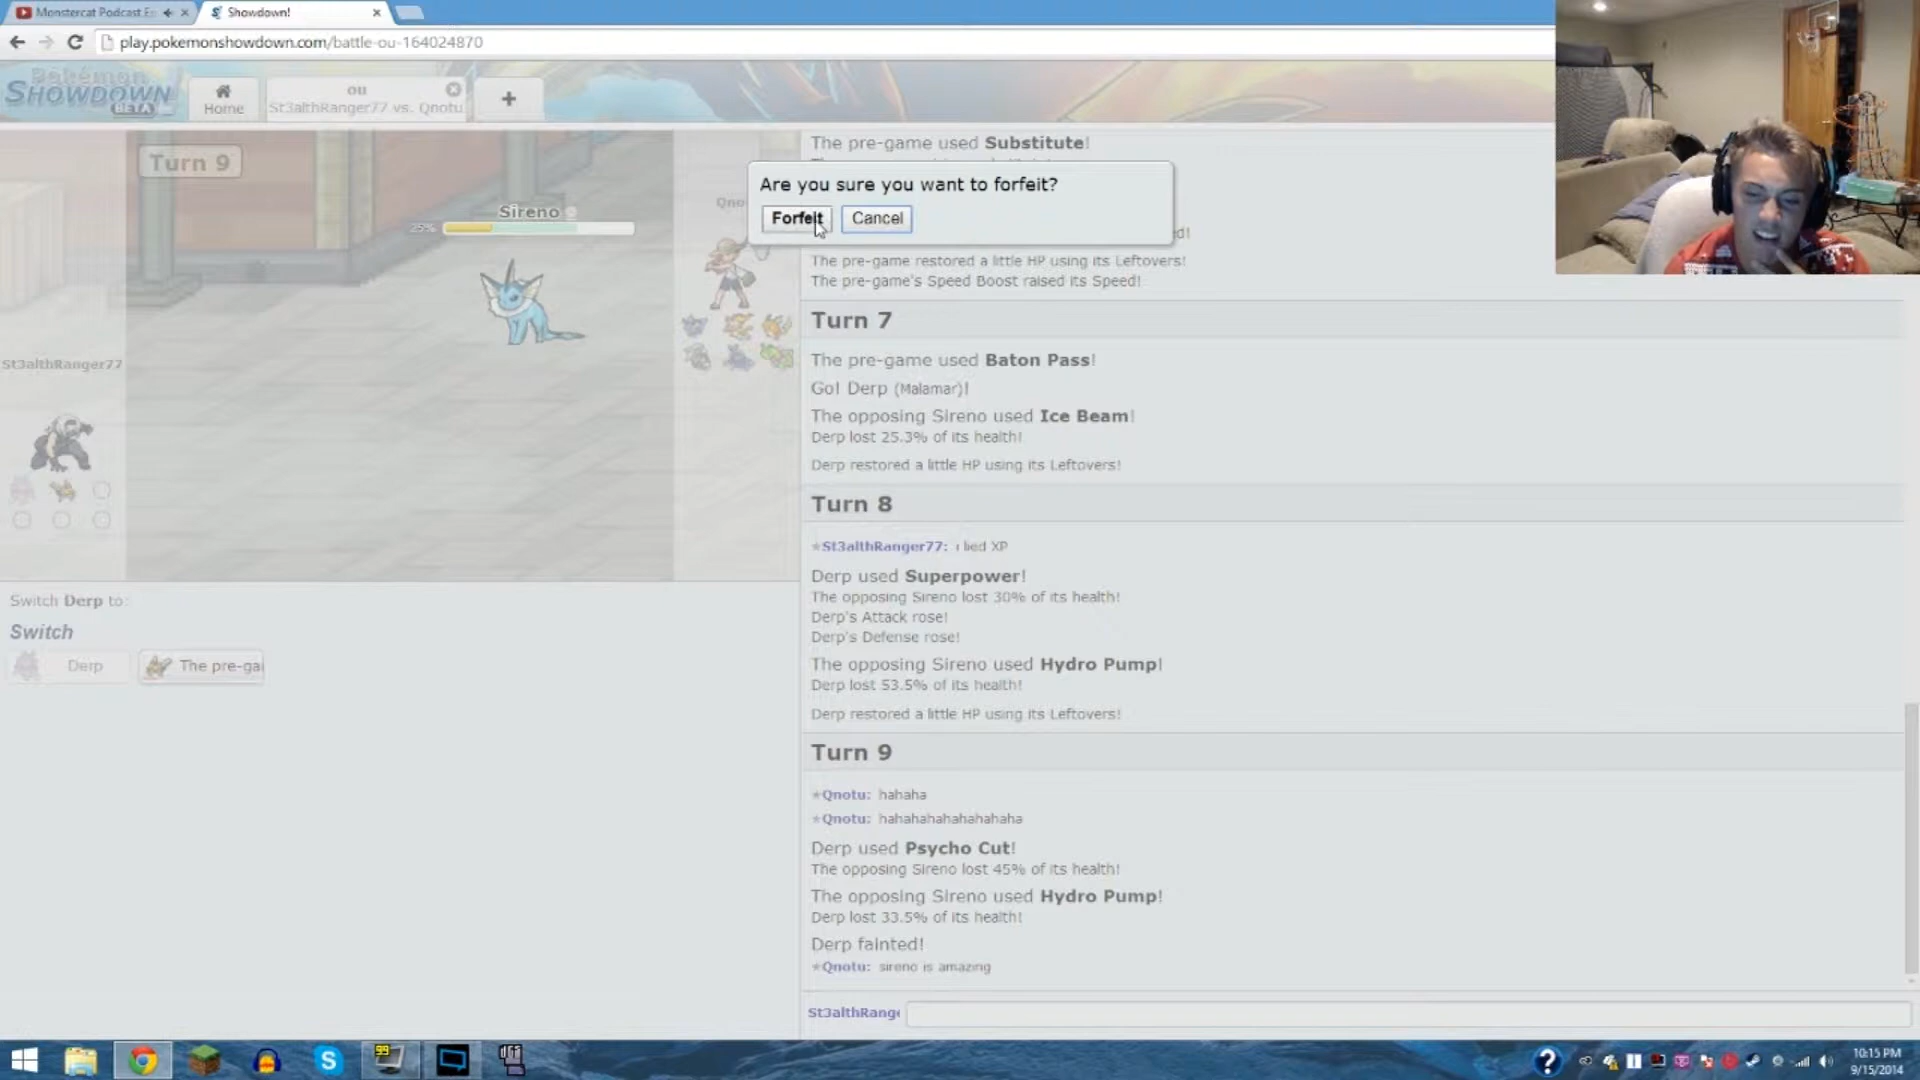 Monstercat Podcast E
Showdown!
play.pokemonshowdown.com/battle-ou-164024870
Pokémon
SHOWDOWN
BETA
Home
ou
St3althRanger77 vs. Qnotu
+
Turn 9
Sireno
25%
Qno
St3althRanger77
Switch Derp to:
Switch
Derp
The pre-ga
Are you sure you want to forfeit?
Forfeit
Cancel
The pre-game used Substitute!
The pre-game restored a little HP using its Leftovers!
The pre-game's Speed Boost raised its Speed!
Turn 7
The pre-game used Baton Pass!
Go! Derp (Malamar)!
The opposing Sireno used Ice Beam!
Derp lost 25.3% of its health!
Derp restored a little HP using its Leftovers!
Turn 8
*St3althRanger77: i lied XP
Derp used Superpower!
The opposing Sireno lost 30% of its health!
Derp's Attack rose!
Derp's Defense rose!
The opposing Sireno used Hydro Pump!
Derp lost 53.5% of its health!
Derp restored a little HP using its Leftovers!
Turn 9
*Qnotu: hahaha
*Qnotu: hahahahahahahahaha
Derp used Psycho Cut!
The opposing Sireno lost 45% of its health!
The opposing Sireno used Hydro Pump!
Derp lost 33.5% of its health!
Derp fainted!
*Qnotu: sireno is amazing
St3althRange
99
10:15 PM
9/15/2014